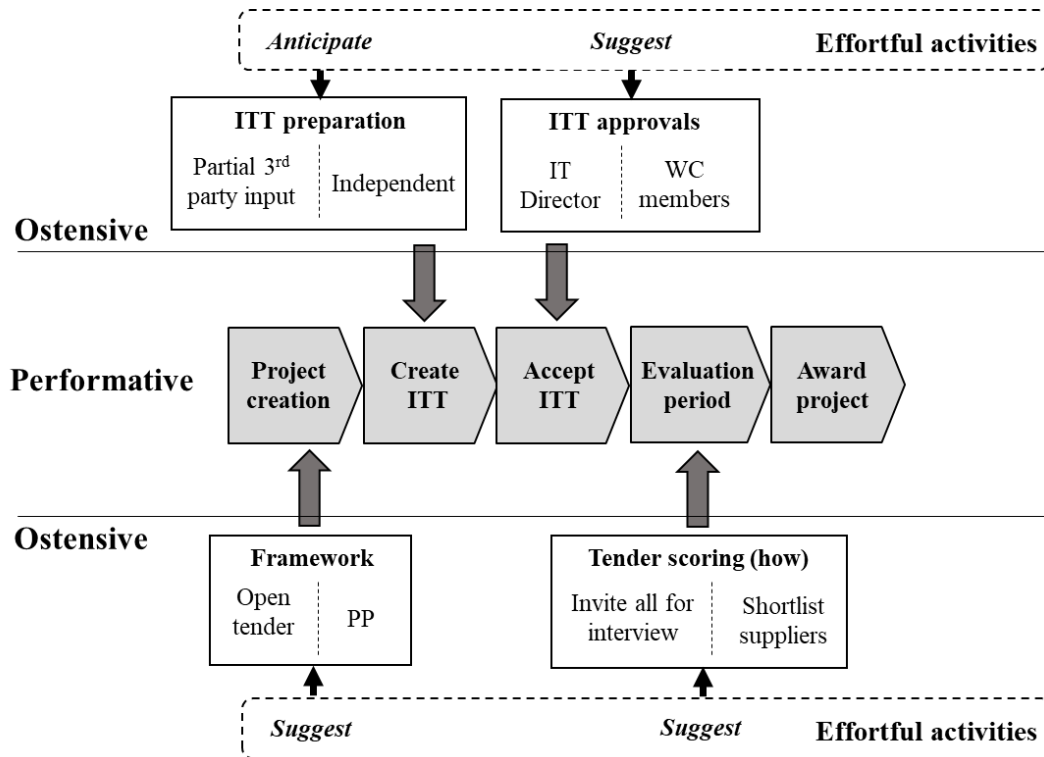 Anticipate Suggest Effortful activities
ITT preparation
Partial 3rd
party input
Independent
ITT approvals
IT
Director
WC
members
Ostensive
Performative
Project
creation
Create
ITT
Accept
ITT
Evaluation
period
Award
project
Ostensive
Framework
Open
tender
PP
Tender scoring (how)
Invite all for
interview
Shortlist
suppliers
Suggest Suggest Effortful activities